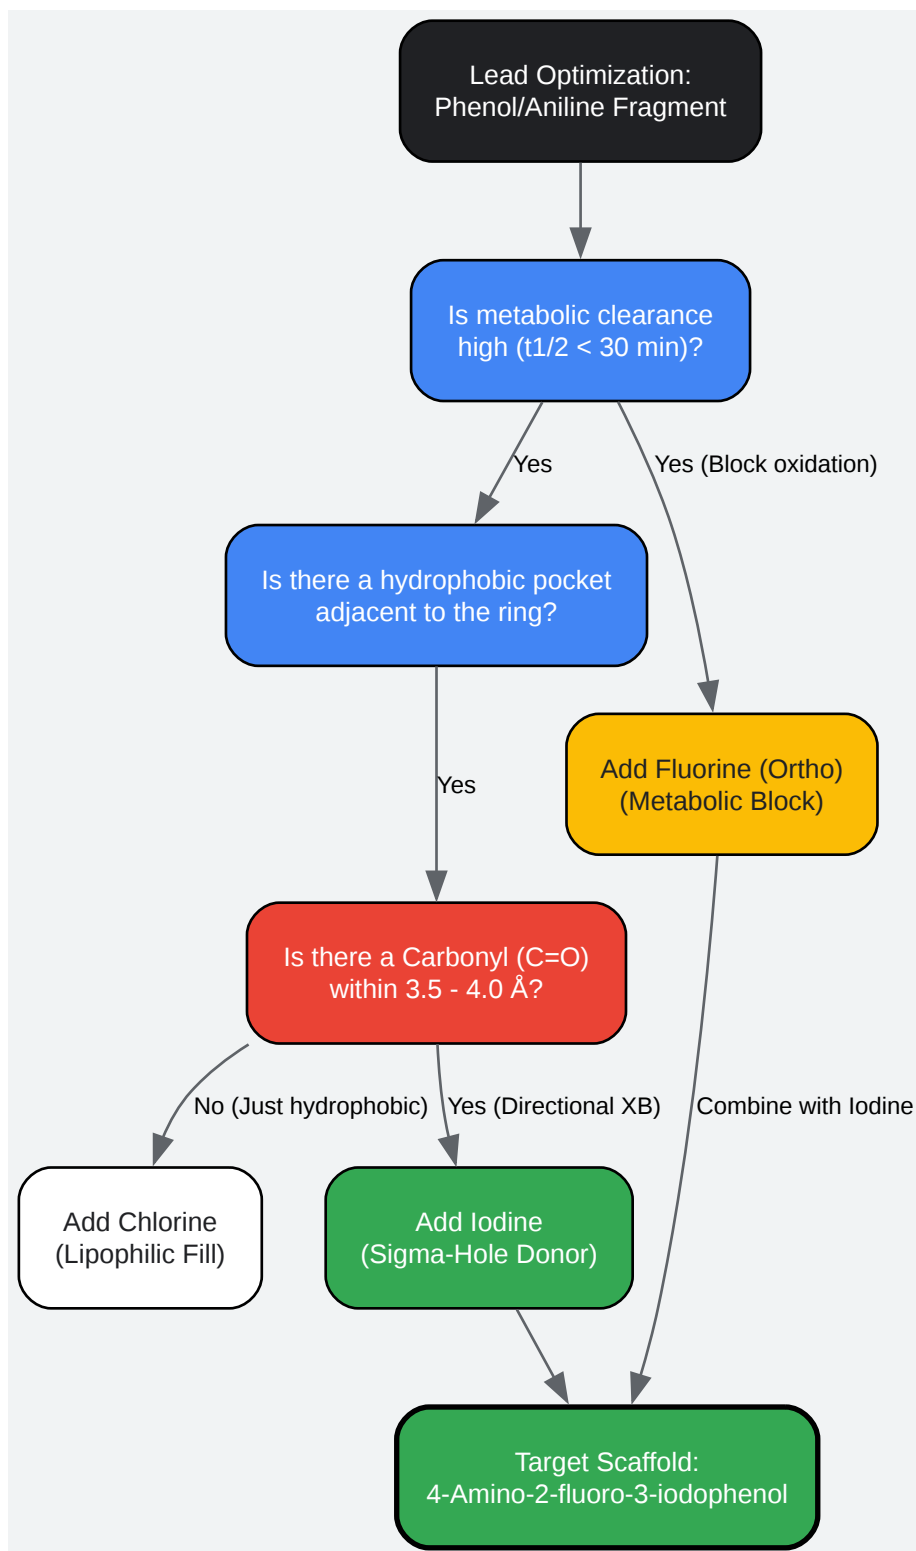 Lead Optimization:
Phenol/Aniline Fragment
Is metabolic clearance
high (t1/2 < 30 min)?
Yes
Yes (Block oxidation)
Is there a hydrophobic pocket
adjacent to the ring?
Add Fluorine (Ortho)
(Metabolic Block)
Yes
Is there a Carbonyl (C=O)
within 3.5 - 4.0 Å?
No (Just hydrophobic)
Yes (Directional XB)
Combine with Iodine
Add Chlorine
(Lipophilic Fill)
Add Iodine
(Sigma-Hole Donor)
Target Scaffold:
4-Amino-2-fluoro-3-iodophenol